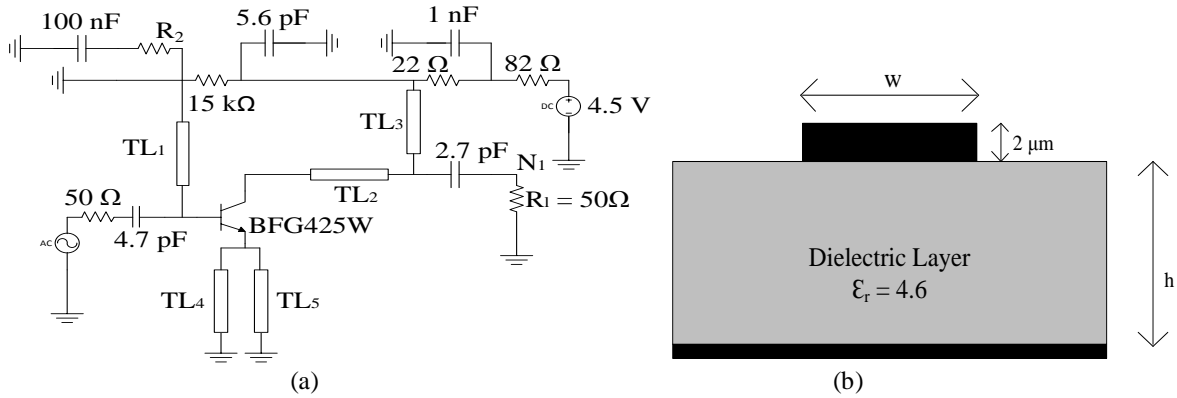 100 nF
R2
5.6 pF
1 nF
15 kΩ
22 Ω
82 Ω
DC
4.5 V
TL1
TL3
2.7 pF
N1
TL2
Rl = 50Ω
50 Ω
AC
4.7 pF
BFG425W
TL4
TL5
(a)
W
2 μm
Dielectric Layer
Ɛr = 4.6
h
(b)